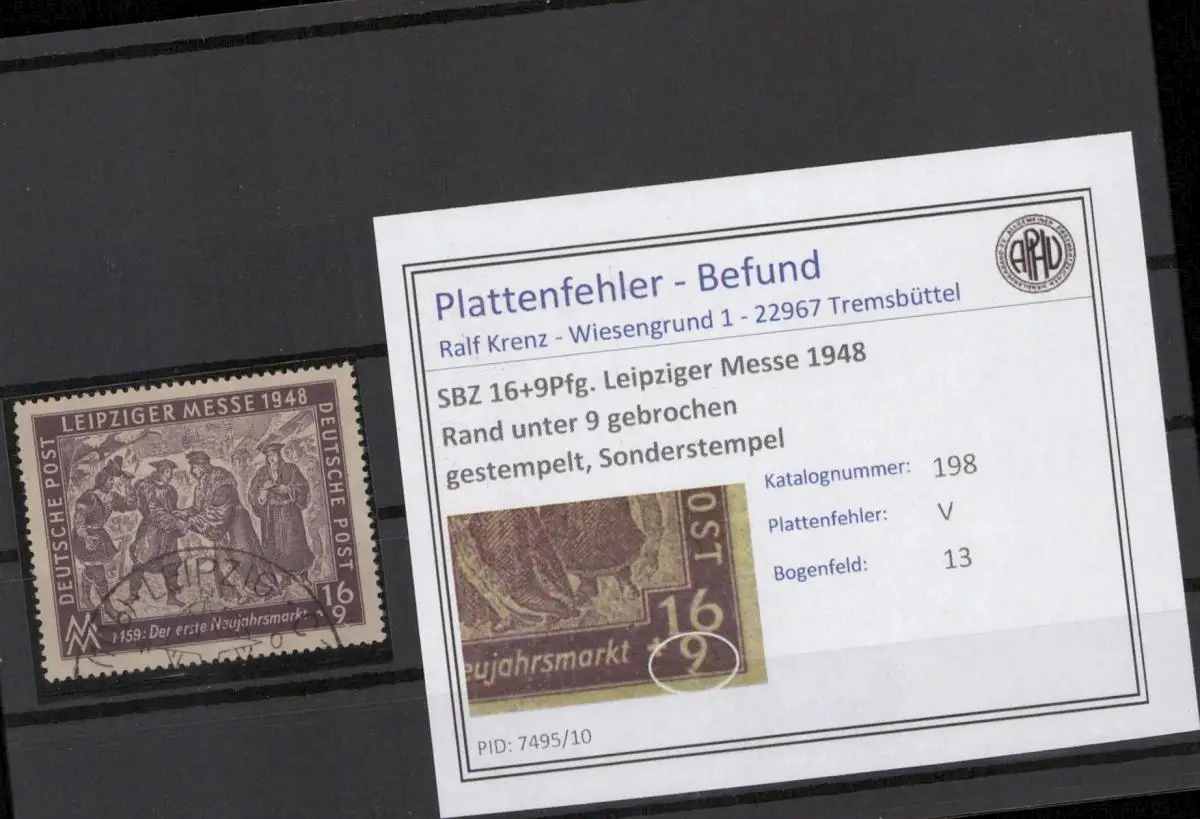 LEIPZIGER MESSE 1948
DEUTSCHE POST
DEUTSCHE POST
16
+9
1459: Der erste Neujahrsmarkt
LEIPZIG
Plattenfehler - Befund
Ralf Krenz - Wiesengrund 1 - 22967 Tremsbüttel
APHV
SBZ 16+9Pfg. Leipziger Messe 1948
Rand unter 9 gebrochen
gestempelt, Sonderstempel
Katalognummer: 198
Plattenfehler: V
Bogenfeld: 13
OST
16
+9
eujahrsmarkt
PID: 7495/10